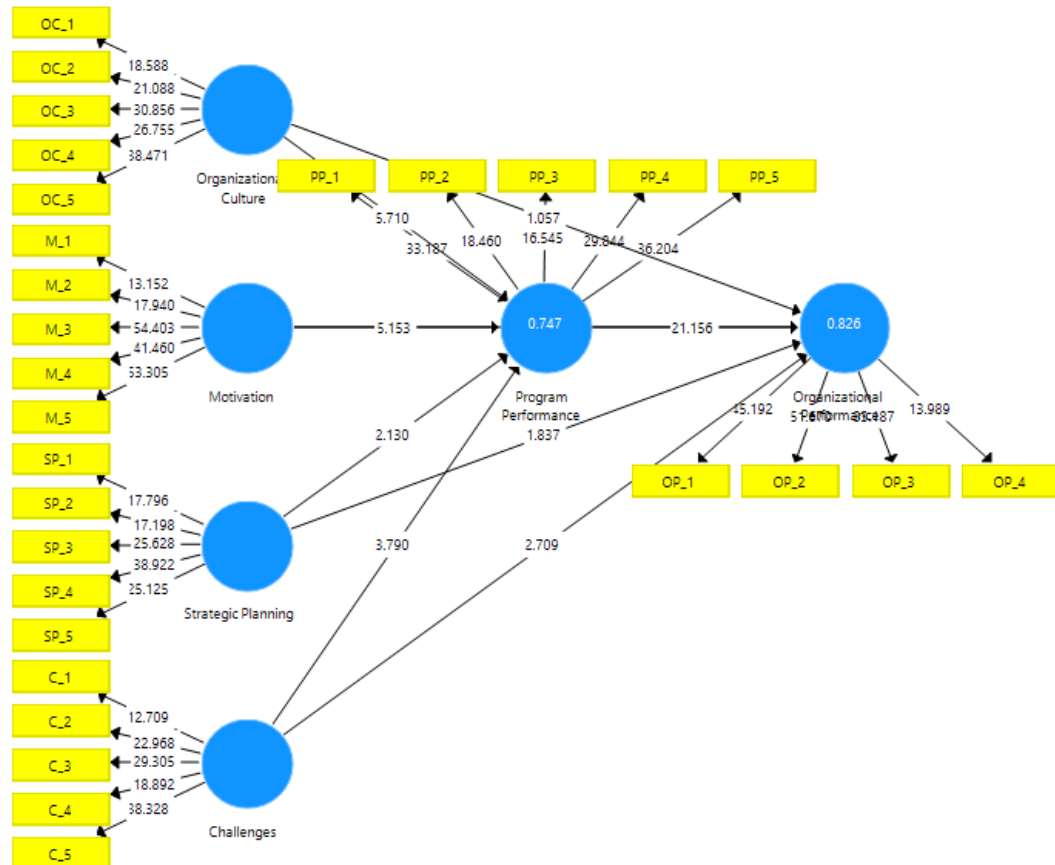 OC_1
OC_2
OC_3
OC_4
OC_5
18.588
21.088
30.856
26.755
38.471
Organizational
Culture
PP_1
PP_2
PP_3
PP_4
PP_5
5.710
33.187
18.460
1.057
16.545
29.844
36.204
M_1
M_2
M_3
M_4
M_5
13.152
17.940
54.403
41.460
Motivation
5.153
0.747
Program
Performance
21.156
0.826
Organizational
Performance
2.130
1.837
45.192
13.989
OP_1
OP_2
OP_3
OP_4
SP_1
SP_2
SP_3
SP_4
SP_5
17.796
17.198
25.628
38.922
25.125
Strategic Planning
3.790
2.709
C_1
C_2
C_3
C_4
C_5
12.709
22.968
29.305
18.892
38.328
Challenges